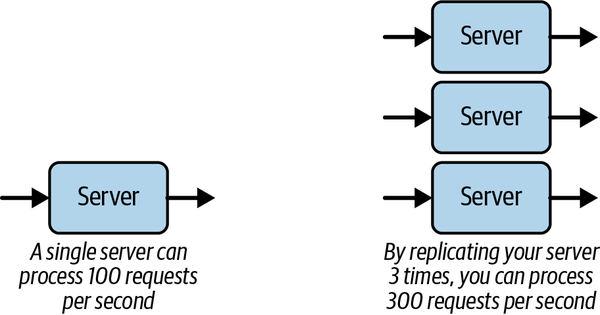 Server
A single server can
process 100 requests
per second
Server
Server
Server
By replicating your server
3 times, you can process
300 requests per second